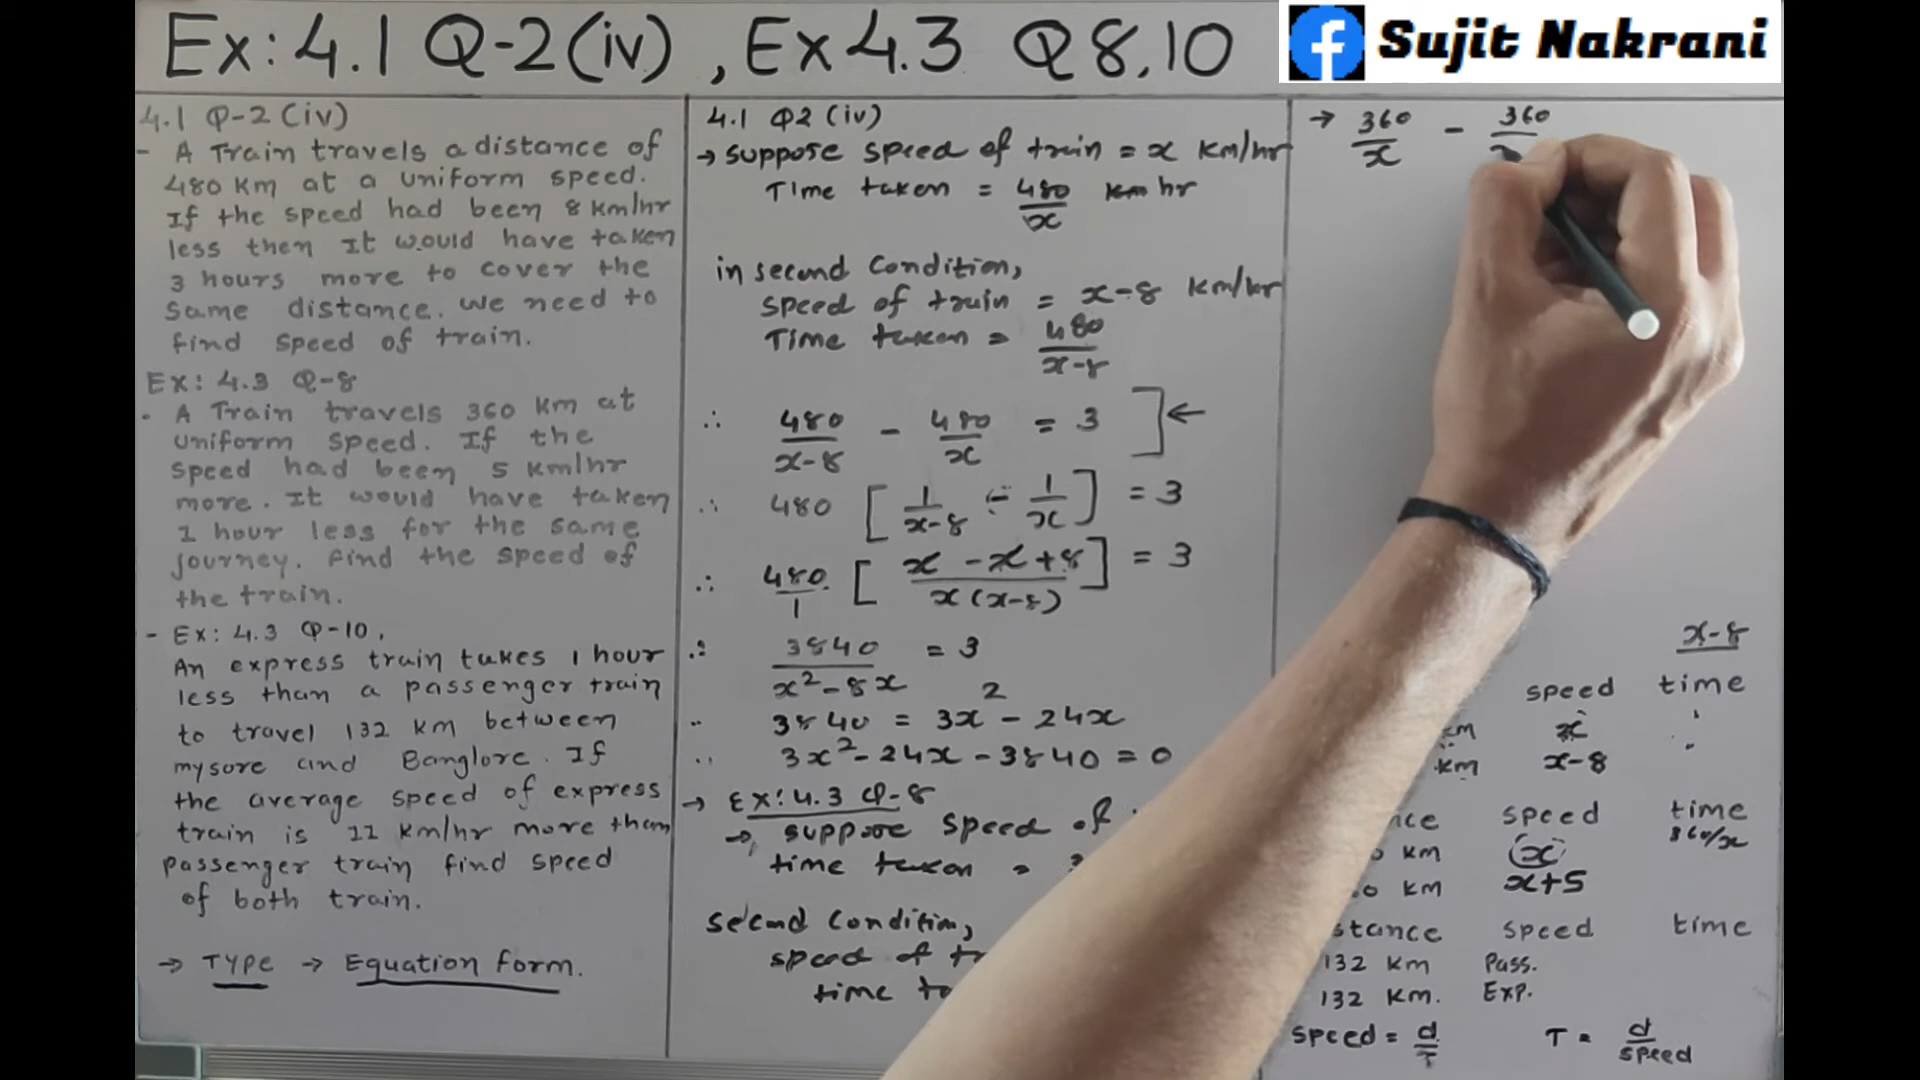 Ex: 4.1 Q-2(iv), Ex 4.3 Q 8,10
Sujit Nakrani
4.1 Q-2 (iv)
- A Train travels a distance of
480 Km at a uniform speed.
If the speed had been 8 km/hr
less then It would have taken
3 hours more to cover the
same distance. We need to
find speed of train.
Ex: 4.3 Q-8
- A Train travels 360 km at
uniform speed. If the
speed had been 5 km/hr
more. It would have taken
1 hour less for the same
journey. Find the speed of
the train.
- Ex: 4.3 Q-10,
An express train takes 1 hour
less than a passenger train
to travel 132 km between
mysore and Banglore. If
the average speed of express
train is 11 km/hr more than
passenger train find speed
of both train.
→ TYPE → Equation form.
4.1 Q2 (iv)
→ Suppose speed of train = x Km/hr
Time taken = 480/x hr
in second Condition,
speed of train = x-8 Km/hr
Time taken = 480/x-8
∴ 480/x-8 - 480/x = 3 ] ←
∴ 480 [ 1/x-8 - 1/x ] = 3
∴ 480/1 [ x - x + 8 / x(x-8) ] = 3
∴ 3840/x² - 8x = 3
∴ 3840 = 3x² - 24x
∴ 3x² - 24x - 3840 = 0
→ Ex: 4.3 Q-8
→ suppose speed of
time taken =
second condition,
speed of
time
→ 360/x - 360
x-8
speed time
km x
km x-8
speed time
km x 360/x
km x+5
speed time
132 Km Pass.
132 Km. Exp.
speed = d/T T = d/speed